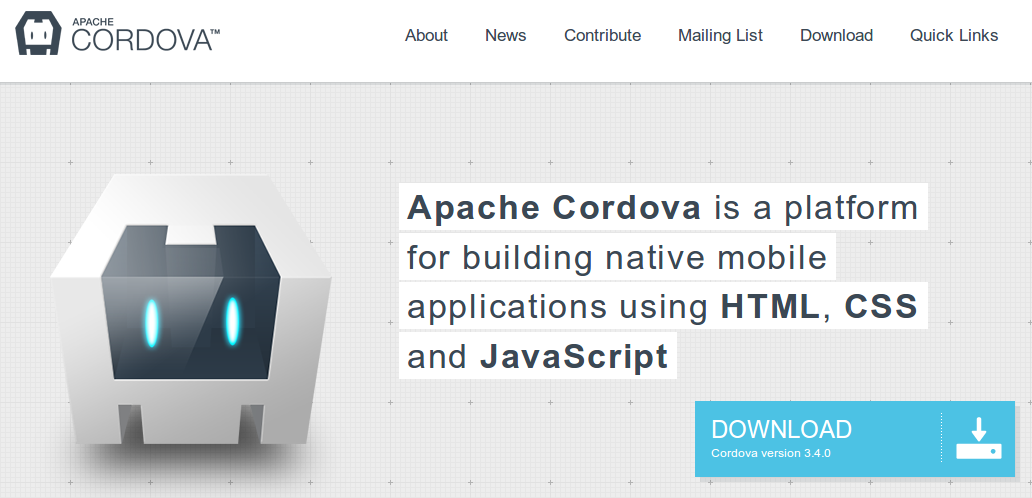 APACHE
CORDOVA™
About News Contribute Mailing List Download Quick Links
Apache Cordova is a platform
for building native mobile
applications using HTML, CSS
and JavaScript
DOWNLOAD
Cordova version 3.4.0